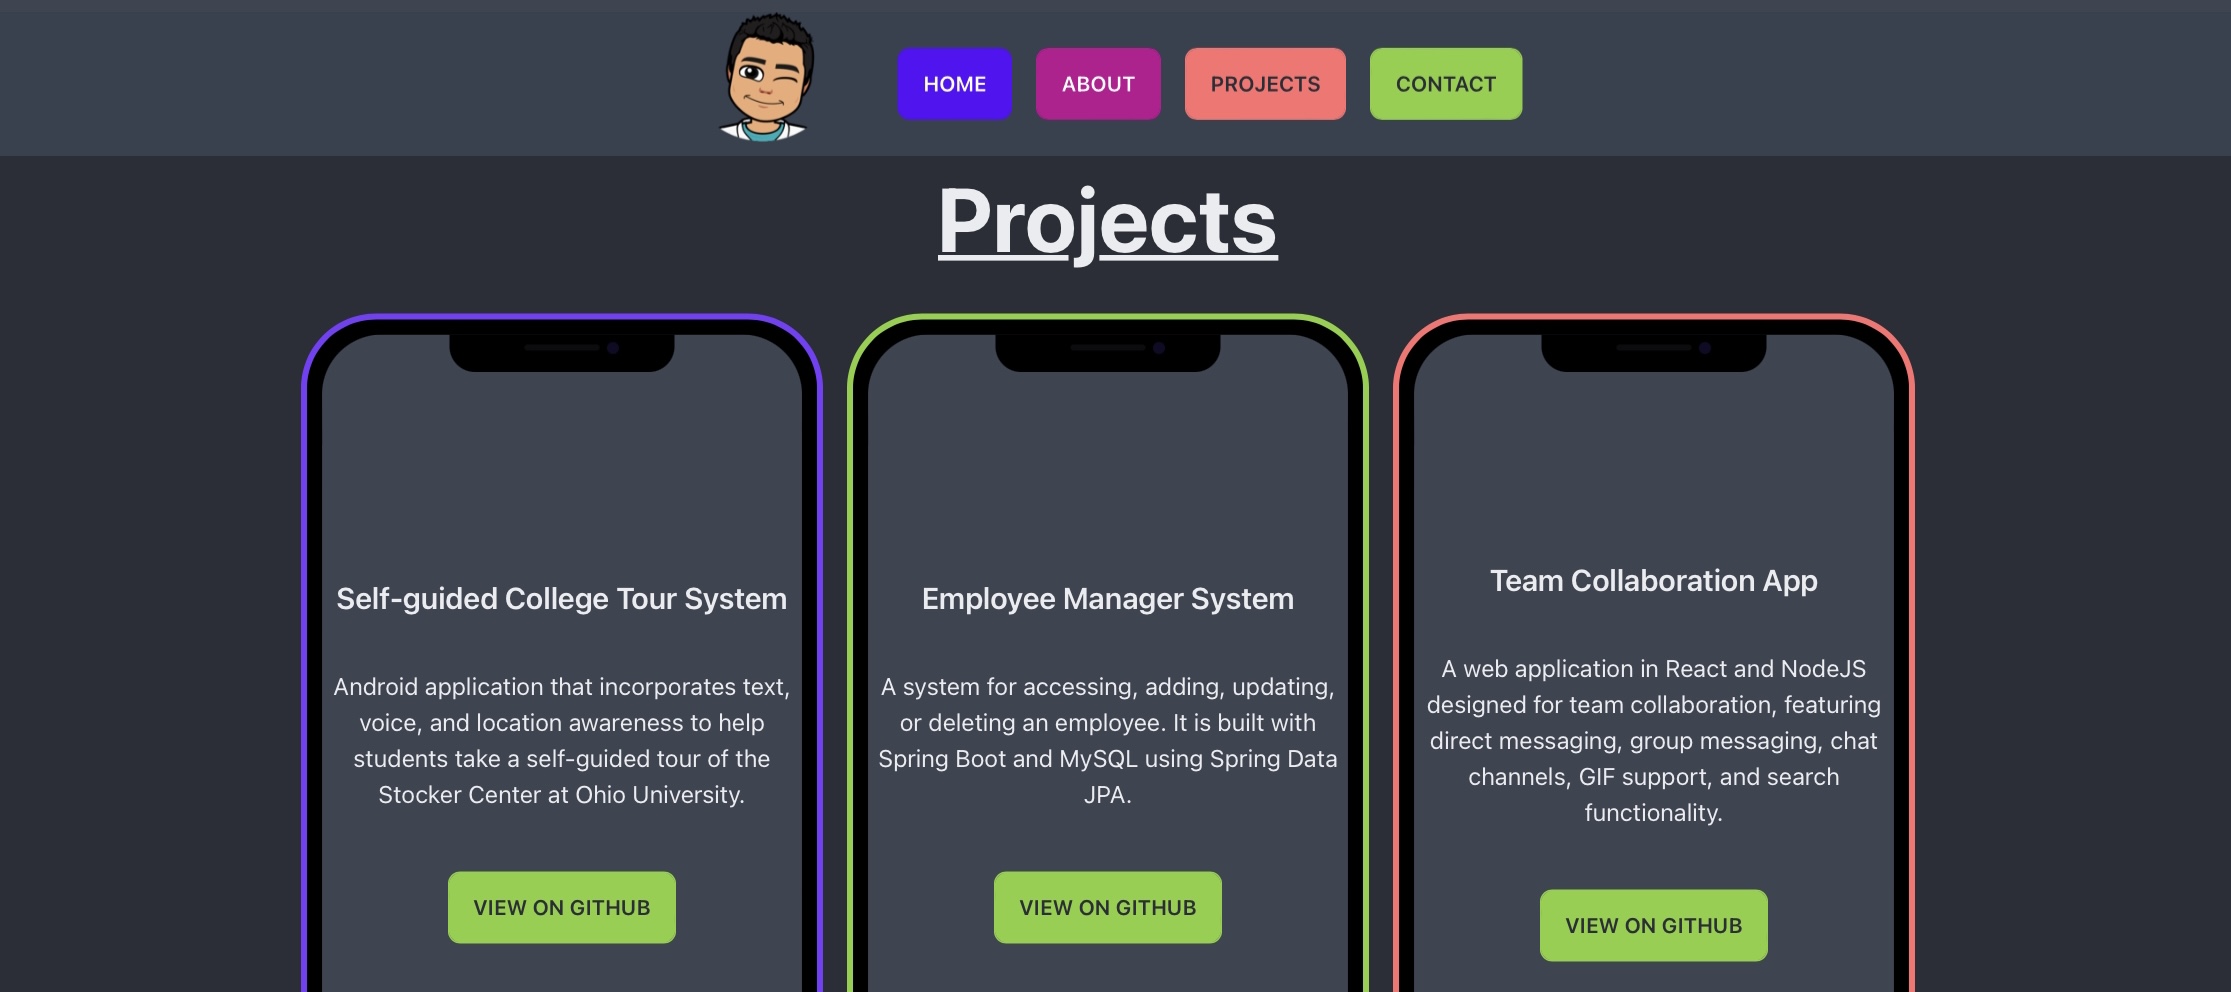 HOME
ABOUT
PROJECTS
CONTACT
Projects
Self-guided College Tour System
Android application that incorporates text,
voice, and location awareness to help
students take a self-guided tour of the
Stocker Center at Ohio University.
VIEW ON GITHUB
Employee Manager System
A system for accessing, adding, updating,
or deleting an employee. It is built with
Spring Boot and MySQL using Spring Data
JPA.
VIEW ON GITHUB
Team Collaboration App
A web application in React and NodeJS
designed for team collaboration, featuring
direct messaging, group messaging, chat
channels, GIF support, and search
functionality.
VIEW ON GITHUB